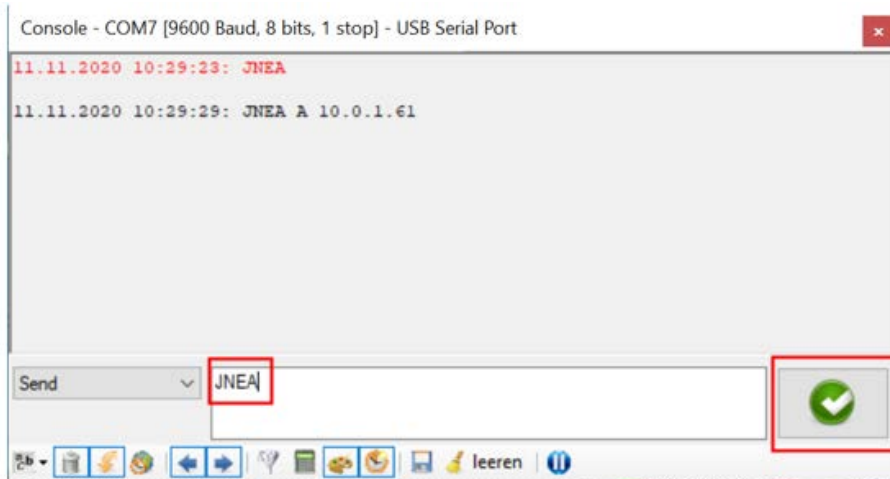 Console - COM7 [9600 Baud, 8 bits, 1 stop] - USB Serial Port
11.11.2020 10:29:23: JNEA
11.11.2020 10:29:29: JNEA A 10.0.1.61
Send
JNEA
leeren